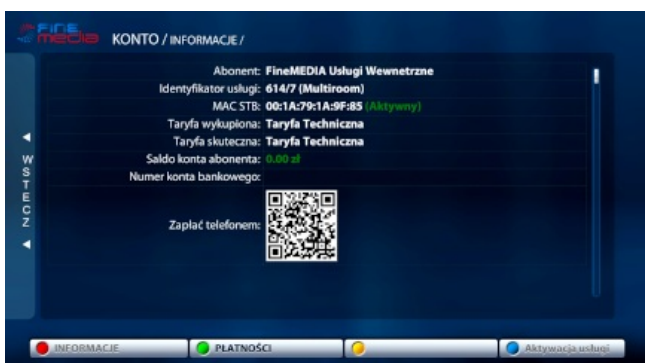 FINE
media
KONTO / INFORMACJE /
Abonent: FineMEDIA Usługi Wewnetrzne
Identyfikator usługi: 614/7 (Multiroom)
MAC STB: 00:1A:79:1A:9F:85 (Aktywny)
Taryfa wykupiona: Taryfa Techniczna
Taryfa skuteczna: Taryfa Techniczna
Saldo konta abonenta: 0.00 zł
Numer konta bankowego:
Zapłać telefonem:
WSTECZ
INFORMACJE
PŁATNOŚCI
Aktywacja usługi